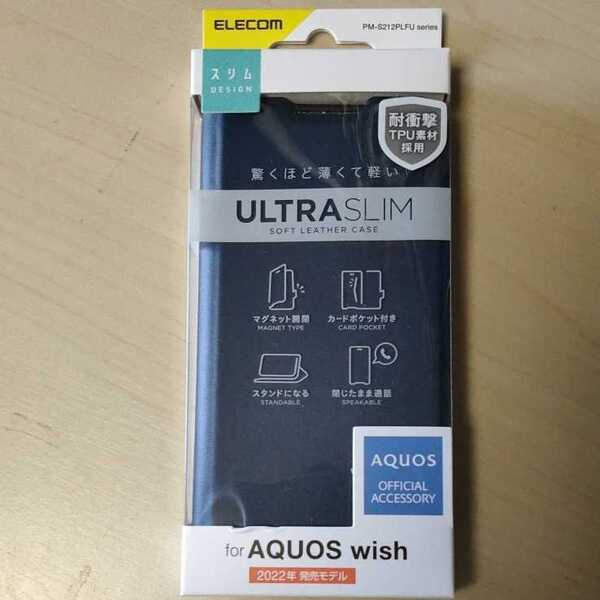 ELECOM
PM-S212PLFU series
スリム
DESIGN
耐衝撃
TPU素材
採用
驚くほど薄くて軽い
ULTRASLIM
SOFT LEATHER CASE
マグネット開閉
MAGNET TYPE
カードポケット付き
CARD POCKET
スタンドになる
STANDABLE
閉じたまま通話
SPEAKABLE
AQUOS
OFFICIAL
ACCESSORY
for AQUOS wish
2022年 発売モデル